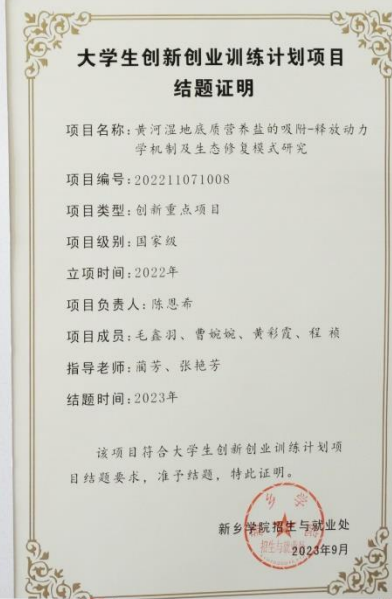 大学生创新创业训练计划项目
结题证明
项目名称:黄河湿地底质营养盐的吸附-释放动力
学机制及生态修复模式研究
项目编号:202211071008
项目类型:创新重点项目
项目级别:国家级
立项时间:2022年
项目负责人:陈恩希
项目成员:毛鑫羽、曹婉婉、黄彩霞、程祯
指导老师:蔺芳、张艳芳
结题时间:2023年
该项目符合大学生创新创业训练计划项
目结题要求，准予结题，特此证明。
新乡学院招生与就业处
2023年9月